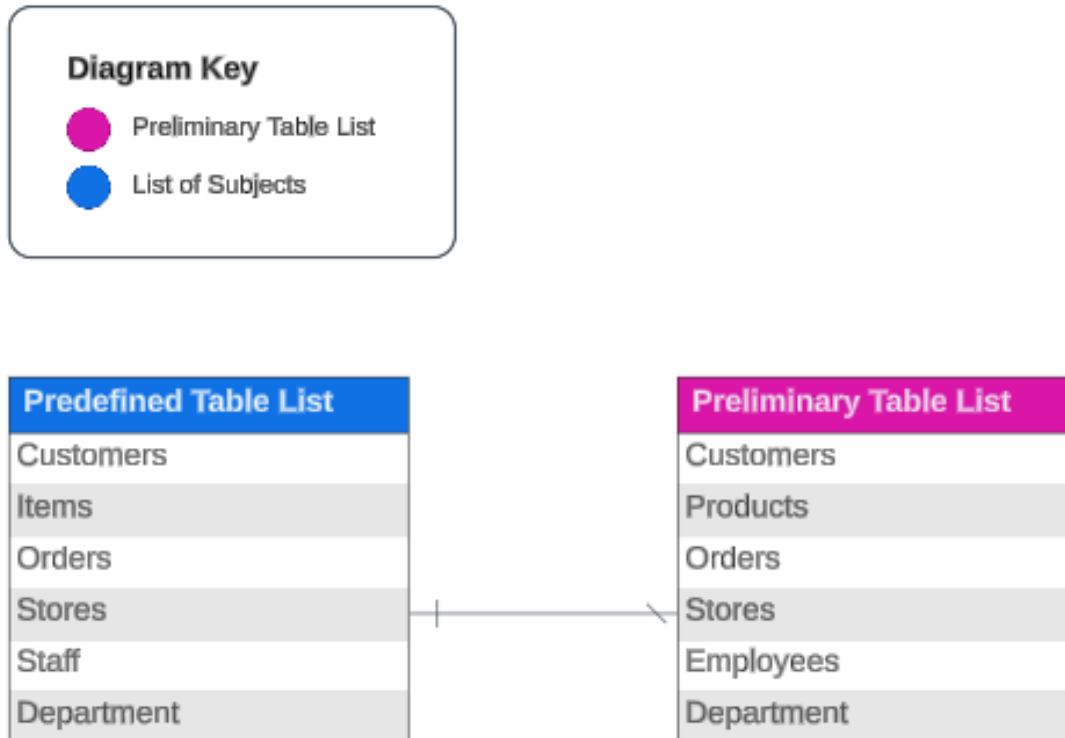 Diagram Key
Preliminary Table List
List of Subjects
Predefined Table List
Customers
Items
Orders
Stores
Staff
Department
Preliminary Table List
Customers
Products
Orders
Stores
Employees
Department